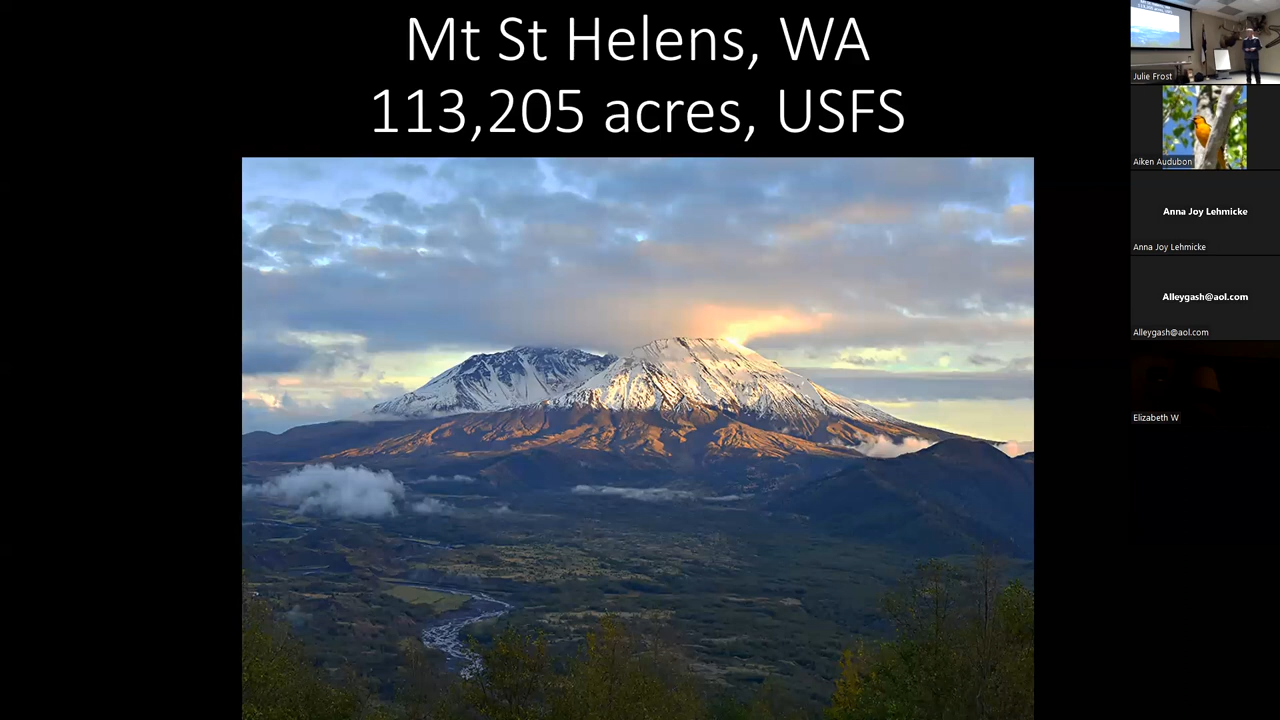 Mt St Helens, WA
113,205 acres, USFS
Julie Frost
Aiken Audubon
Anna Joy Lehmicke
Anna Joy Lehmicke
Alleygash@aol.com
Alleygash@aol.com
Elizabeth W